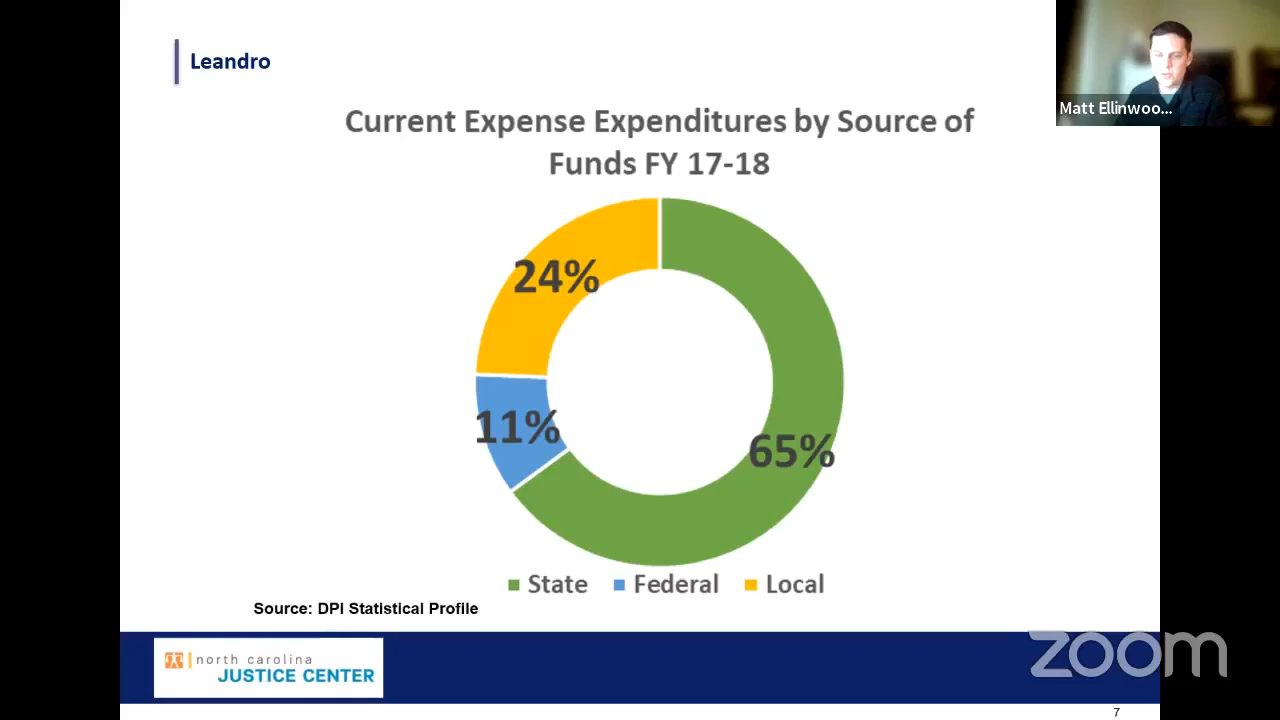 Leandro
Matt Ellinwoo...
Current Expense Expenditures by Source of
Funds FY 17-18
24%
11%
65%
State Federal Local
Source: DPI Statistical Profile
north carolina
JUSTICE CENTER
zoom
7